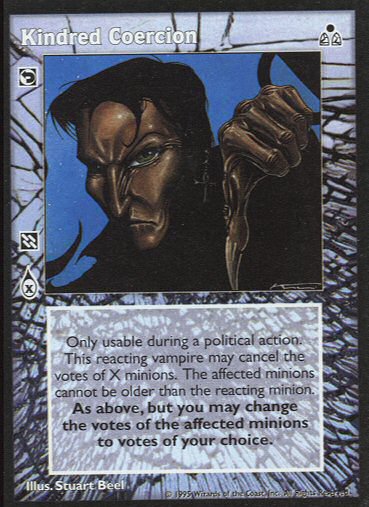 Kindred Coercion
X
Only usable during a political action.
This reacting vampire may cancel the
votes of X minions. The affected minions
cannot be older than the reacting minion.
As above, but you may change
the votes of the affected minions
to votes of your choice.
Illus. Stuart Beel
© 1995 Wizards of the Coast, Inc. All Rights Reserved.